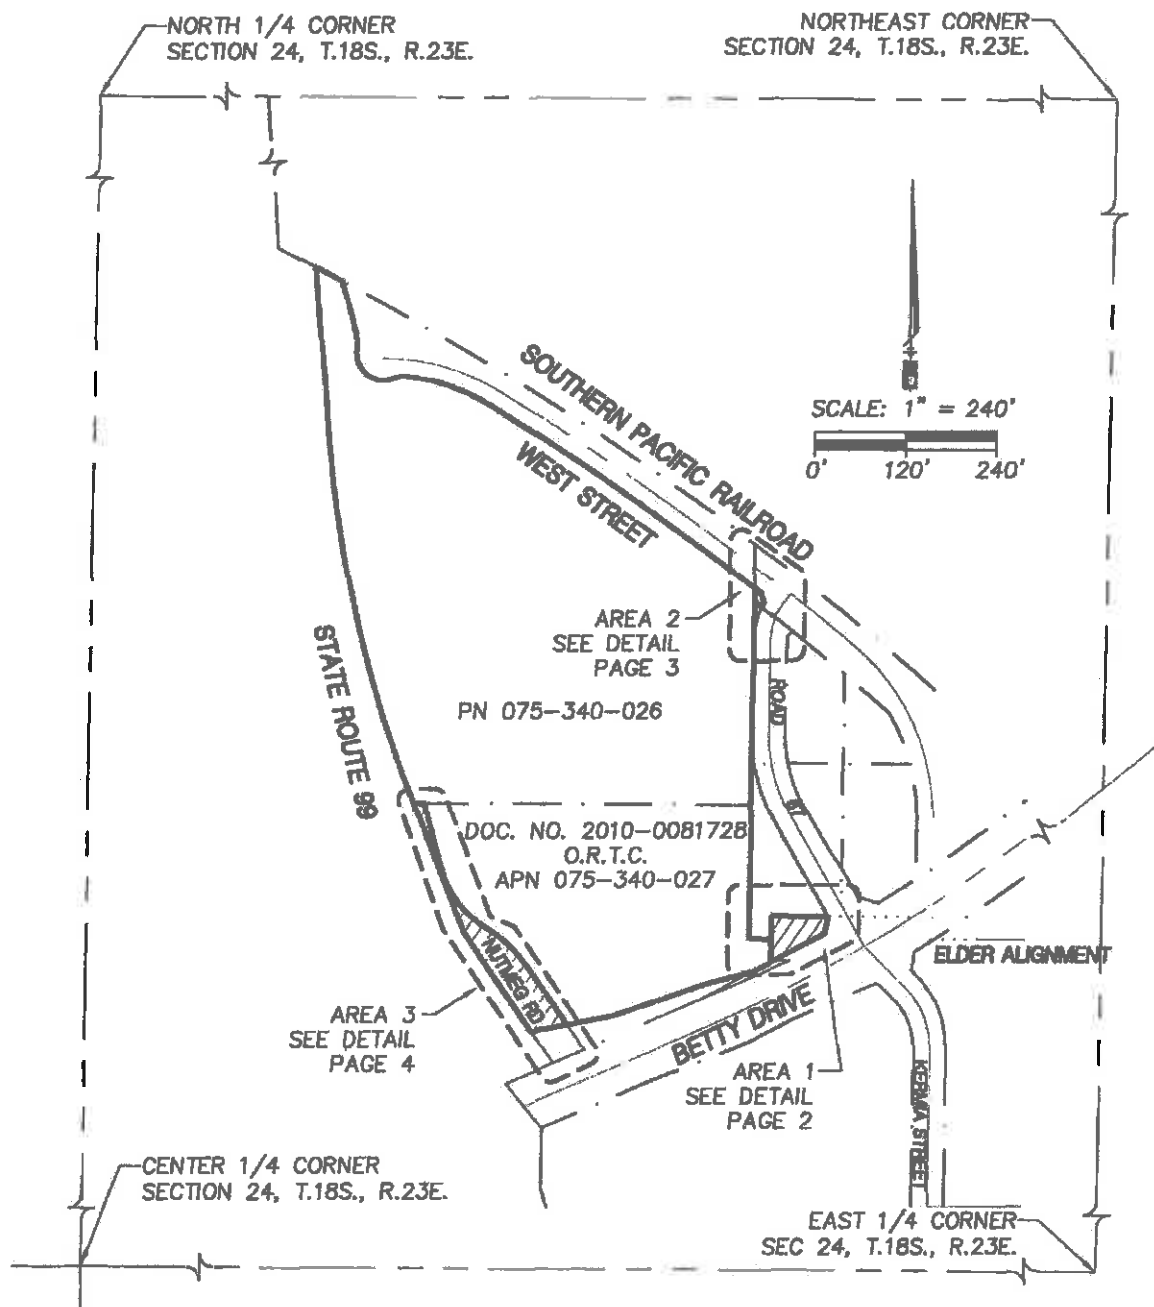 NORTH 1/4 CORNER
SECTION 24, T.18S., R.23E.
NORTHEAST CORNER
SECTION 24, T.18S., R.23E.
SCALE: 1" = 240'
0' 120' 240'
SOUTHERN PACIFIC RAILROAD
WEST STREET
AREA 2
SEE DETAIL
PAGE 3
STATE ROUTE 99
PN 075-340-026
ROAD
67
DOC. NO. 2010-0081728
O.R.T.C.
APN 075-340-027
NUTMEG RD.
ELDER ALIGNMENT
AREA 3
SEE DETAIL
PAGE 4
BETTY DRIVE
AREA 1
SEE DETAIL
PAGE 2
STREET
CENTER 1/4 CORNER
SECTION 24, T.18S., R.23E.
EAST 1/4 CORNER
SEC 24, T.18S., R.23E.